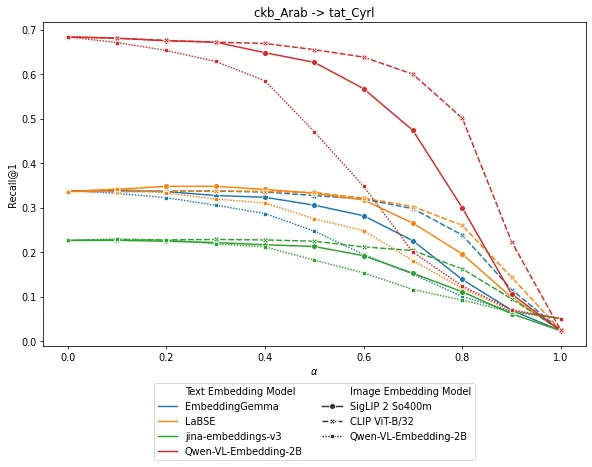 ckb_Arab -> tat_Cyrl
Recall@1
0.7
0.6
0.5
0.4
0.3
0.2
0.1
0.0
0.0 0.2 0.4 0.6 0.8 1.0
α
Text Embedding Model Image Embedding Model
EmbeddingGemma SigLIP 2 So400m
LaBSE CLIP ViT-B/32
jina-embeddings-v3 Qwen-VL-Embedding-2B
Qwen-VL-Embedding-2B